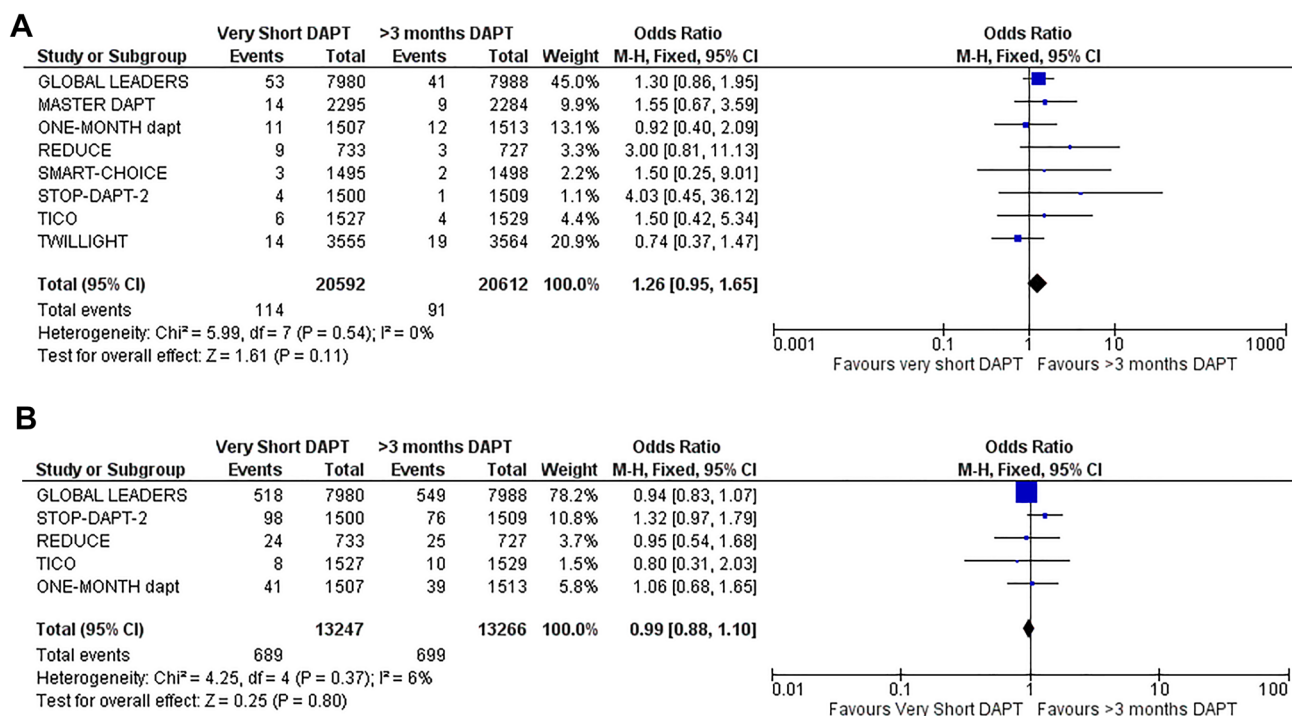 A
Very Short DAPT >3 months DAPT Odds Ratio Odds Ratio
Study or Subgroup Events Total Events Total Weight M-H, Fixed, 95% CI M-H, Fixed, 95% CI
GLOBAL LEADERS 53 7980 41 7988 45.0% 1.30 [0.86, 1.95]
MASTER DAPT 14 2295 9 2284 9.9% 1.55 [0.67, 3.59]
ONE-MONTH dapt 11 1507 12 1513 13.1% 0.92 [0.40, 2.09]
REDUCE 9 733 3 727 3.3% 3.00 [0.81, 11.13]
SMART-CHOICE 3 1495 2 1498 2.2% 1.50 [0.25, 9.01]
STOP-DAPT-2 4 1500 1 1509 1.1% 4.03 [0.45, 36.12]
TICO 6 1527 4 1529 4.4% 1.50 [0.42, 5.34]
TWILLIGHT 14 3555 19 3564 20.9% 0.74 [0.37, 1.47]
Total (95% CI) 20592 20612 100.0% 1.26 [0.95, 1.65]
Total events 114 91
Heterogeneity: Chi² = 5.99, df = 7 (P = 0.54); I² = 0%
Test for overall effect: Z = 1.61 (P = 0.11)
0.001 0.1 1 10 1000
Favours very short DAPT Favours >3 months DAPT
B
Very Short DAPT >3 months DAPT Odds Ratio Odds Ratio
Study or Subgroup Events Total Events Total Weight M-H, Fixed, 95% CI M-H, Fixed, 95% CI
GLOBAL LEADERS 518 7980 549 7988 78.2% 0.94 [0.83, 1.07]
STOP-DAPT-2 98 1500 76 1509 10.8% 1.32 [0.97, 1.79]
REDUCE 24 733 25 727 3.7% 0.95 [0.54, 1.68]
TICO 8 1527 10 1529 1.5% 0.80 [0.31, 2.03]
ONE-MONTH dapt 41 1507 39 1513 5.8% 1.06 [0.68, 1.65]
Total (95% CI) 13247 13266 100.0% 0.99 [0.88, 1.10]
Total events 689 699
Heterogeneity: Chi² = 4.25, df = 4 (P = 0.37); I² = 6%
Test for overall effect: Z = 0.25 (P = 0.80)
0.01 0.1 1 10 100
Favours Very Short DAPT Favours >3 months DAPT